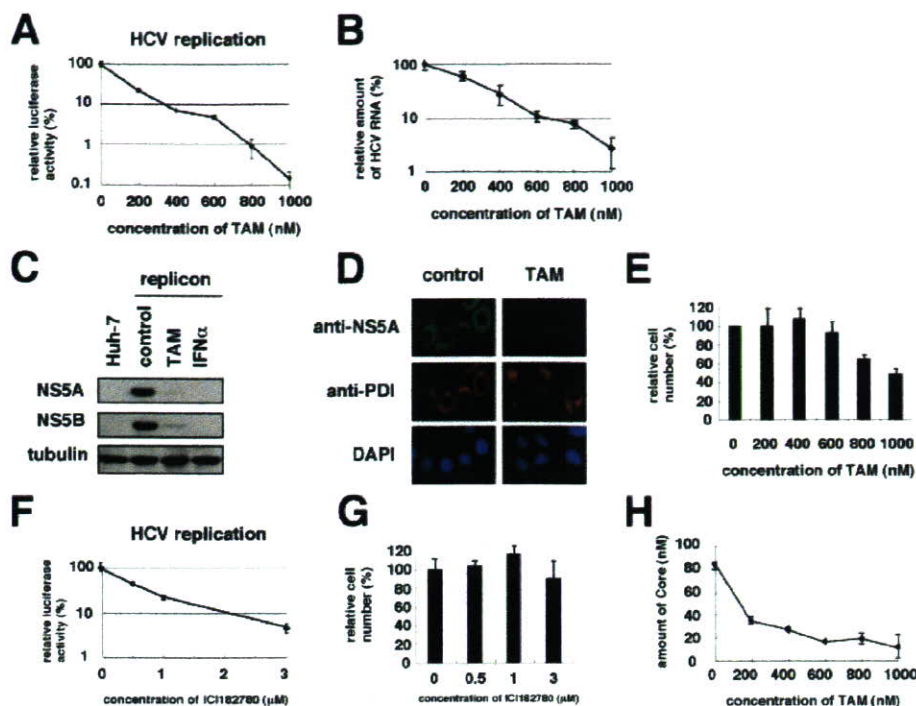 A
HCV replication
relative luciferase
activity (%)
100
10
1
0.1
0 200 400 600 800 1000
concentration of TAM (nM)
B
relative amount
of HCV RNA (%)
100
10
1
0 200 400 600 800 1000
concentration of TAM (nM)
C
replicon
Huh-7
control
TAM
IFNα
NS5A
NS5B
tubulin
D
control TAM
anti-NS5A
anti-PDI
DAPI
E
relative cell
number (%)
120
100
80
60
40
20
0
0 200 400 600 800 1000
concentration of TAM (nM)
F
HCV replication
relative luciferase
activity (%)
100
10
1
0 1 2 3
concentration of ICI182780 (μM)
G
relative cell
number (%)
120
100
80
60
40
20
0
0 0.5 1 3
concentration of ICI182780 (μM)
H
amount of Core (nM)
100
80
60
40
20
0
0 200 400 600 800 1000
concentration of TAM (nM)